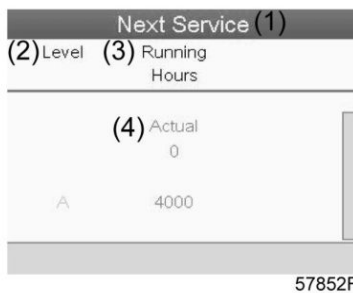 Next Service (1)
(2) Level (3) Running
Hours
(4) Actual
0
A 4000
57852F